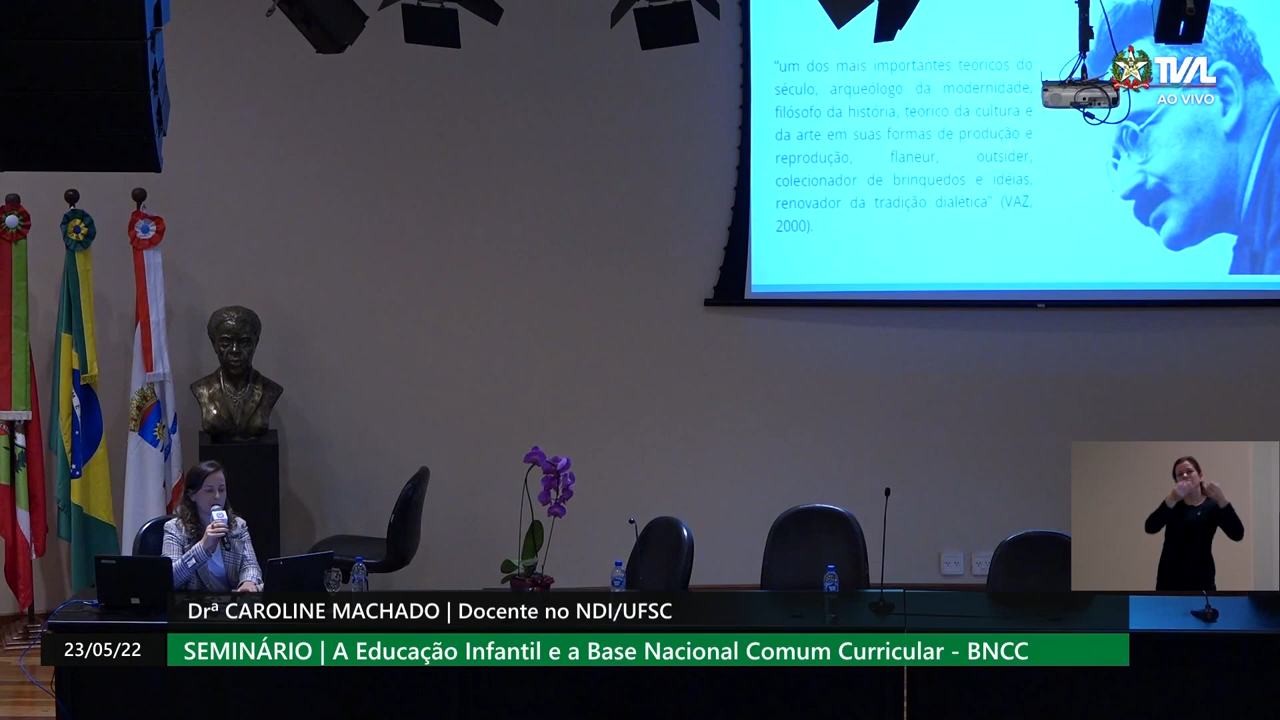 "um dos mais importantes teóricos do
século, arqueólogo da modernidade,
filósofo da história, teórico da cultura e
da arte em suas formas de produção e
reprodução, flaneur, outsider,
colecionador de brinquedos e idéias,
renovador da tradição dialética" (VAZ,
2000).
TVAL
AO VIVO
Drª CAROLINE MACHADO | Docente no NDI/UFSC
23/05/22
SEMINÁRIO | A Educação Infantil e a Base Nacional Comum Curricular - BNCC